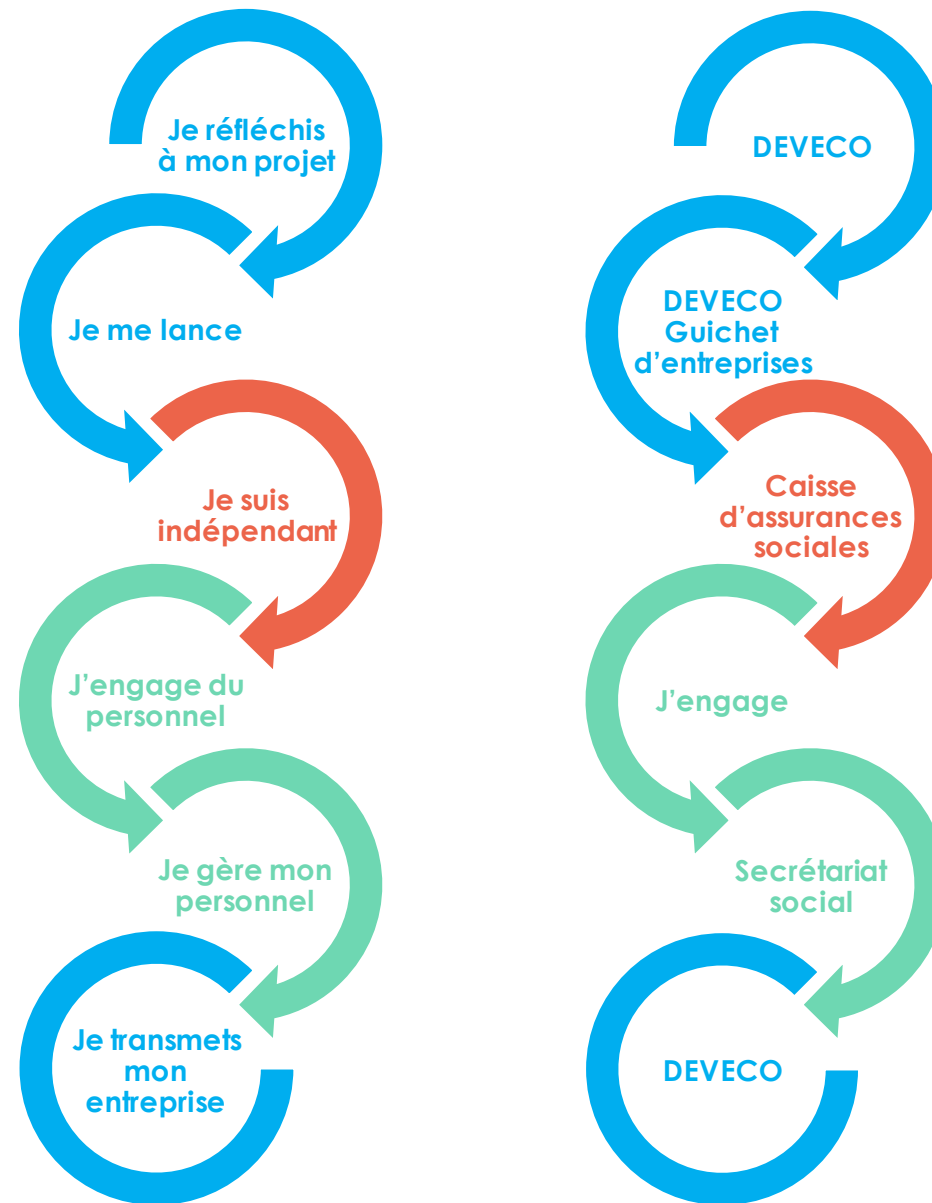 Je réfléchis
à mon projet
Je me lance
Je suis
indépendant
J'engage du
personnel
Je gère mon
personnel
Je transmets
mon
entreprise
DEVECO
DEVECO
Guichet
d'entreprises
Caisse
d'assurances
sociales
J'engage
Secrétariat
social
DEVECO